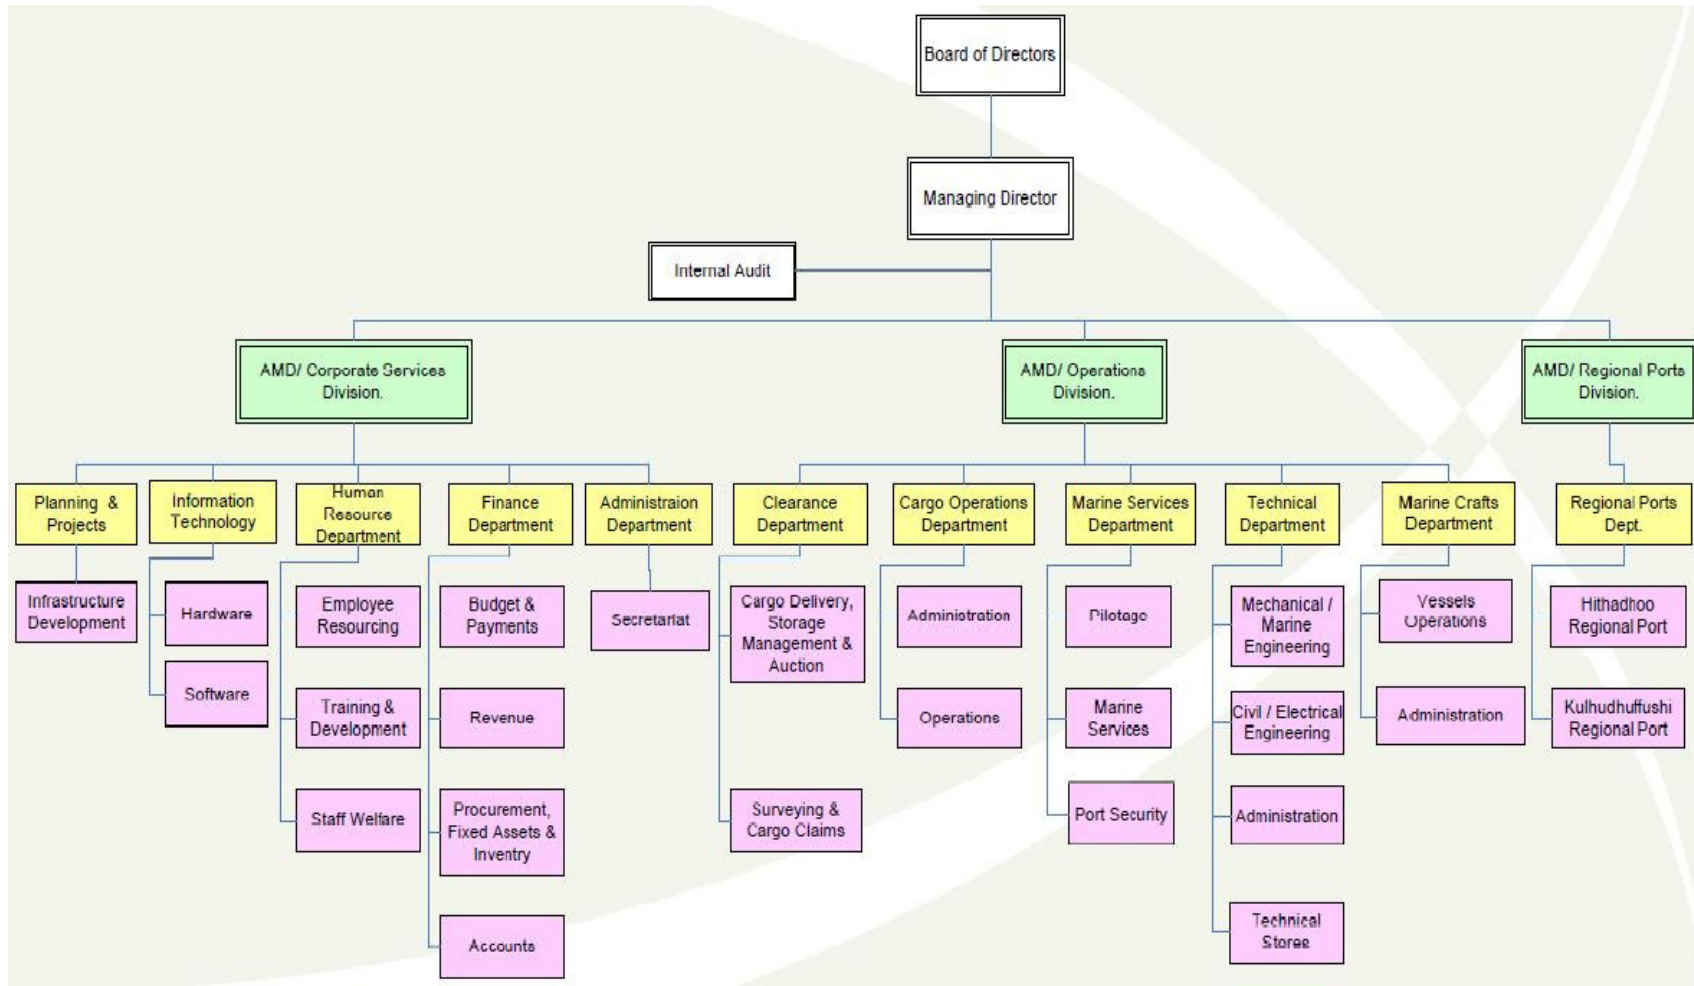 Board of Directors
Managing Director
Internal Audit
AMD/ Corporate Services
Division.
AMD/ Operations
Division.
AMD/ Regional Ports
Division.
Planning &
Projects
Information
Technology
Human
Resource
Department
Finance
Department
Administraion
Department
Clearance
Department
Cargo Operations
Department
Marine Services
Department
Technical
Department
Marine Crafts
Department
Regional Ports
Dept.
Infrastructure
Development
Hardware
Software
Employee
Resourcing
Training &
Development
Staff Welfare
Budget &
Payments
Revenue
Procurement,
Fixed Assets &
Inventry
Accounts
Secretariat
Cargo Delivery,
Storage
Management &
Auction
Surveying &
Cargo Claims
Administration
Operations
Pilotage
Marine
Services
Port Security
Mechanical /
Marine
Engineering
Civil / Electrical
Engineering
Administration
Technical
Stores
Vessels
Operations
Administration
Hithadhoo
Regional Port
Kulhudhuffushi
Regional Port